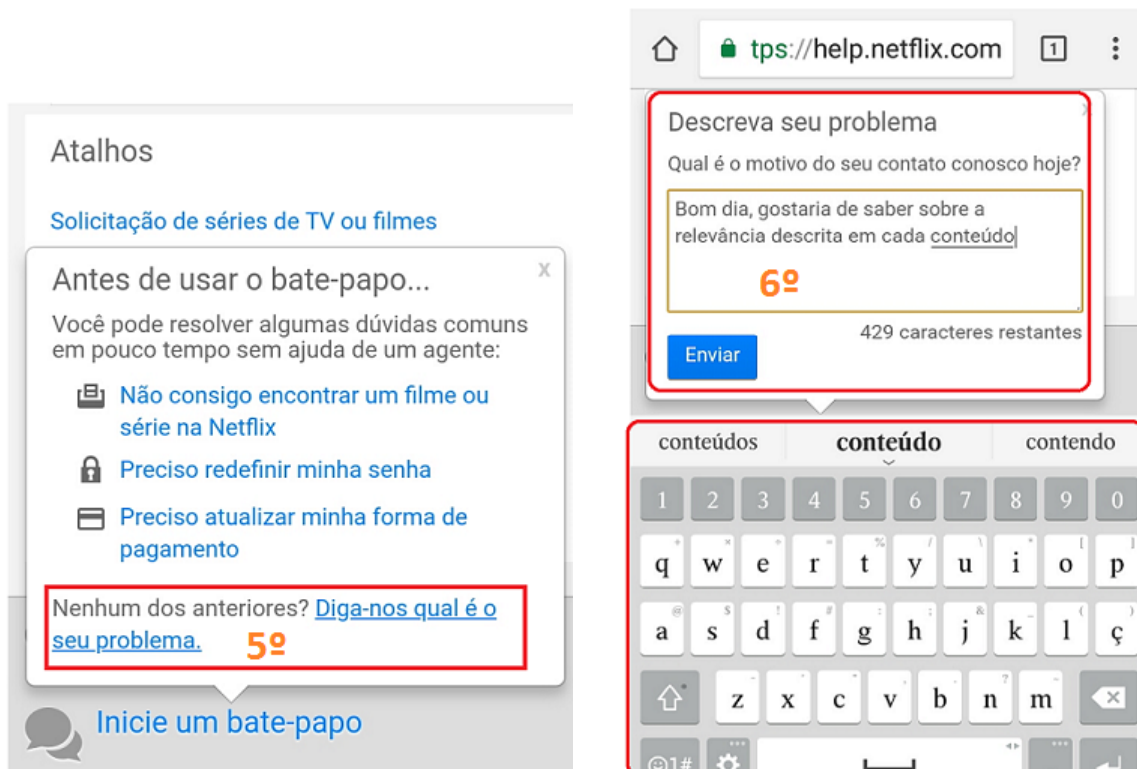 Atalhos
Solicitação de séries de TV ou filmes
Antes de usar o bate-papo...
x
Você pode resolver algumas dúvidas comuns
em pouco tempo sem ajuda de um agente:
Não consigo encontrar um filme ou
série na Netflix
Preciso redefinir minha senha
Preciso atualizar minha forma de
pagamento
Nenhum dos anteriores? Diga-nos qual é o
seu problema.
5º
Inicie um bate-papo
tps://help.netflix.com
1
Descreva seu problema
x
Qual é o motivo do seu contato conosco hoje?
Bom dia, gostaria de saber sobre a
relevância descrita em cada conteúdo
6º
429 caracteres restantes
Enviar
conteúdos conteúdo contendo
1 2 3 4 5 6 7 8 9 0
q w e r t y u i o p
a s d f g h j k l ç
z x c v b n m
1#